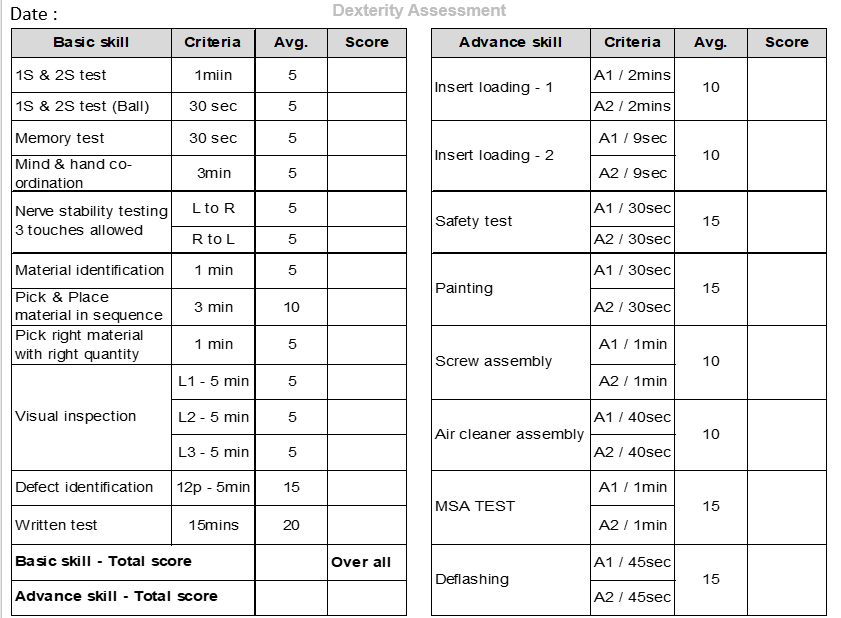 Dexterity Assessment
Date :
Basic skill Criteria Avg. Score
1S & 2S test 1miin 5
1S & 2S test (Ball) 30 sec 5
Memory test 30 sec 5
Mind & hand co-
ordination 3min 5
Nerve stability testing
3 touches allowed
L to R 5
R to L 5
Material identification 1 min 5
Pick & Place
material in sequence 3 min 10
Pick right material
with right quantity 1 min 5
Visual inspection
L1 - 5 min 5
L2 - 5 min 5
L3 - 5 min 5
Defect identification 12p - 5min 15
Written test 15mins 20
Basic skill - Total score Over all
Advance skill - Total score
Advance skill Criteria Avg. Score
Insert loading - 1
A1 / 2mins
A2 / 2mins
10
Insert loading - 2
A1 / 9sec
A2 / 9sec
10
Safety test
A1 / 30sec
A2 / 30sec
15
Painting
A1 / 30sec
A2 / 30sec
15
Screw assembly
A1 / 1min
A2 / 1min
10
Air cleaner assembly
A1 / 40sec
A2 / 40sec
10
MSA TEST
A1 / 1min
A2 / 1min
15
Deflashing
A1 / 45sec
A2 / 45sec
15